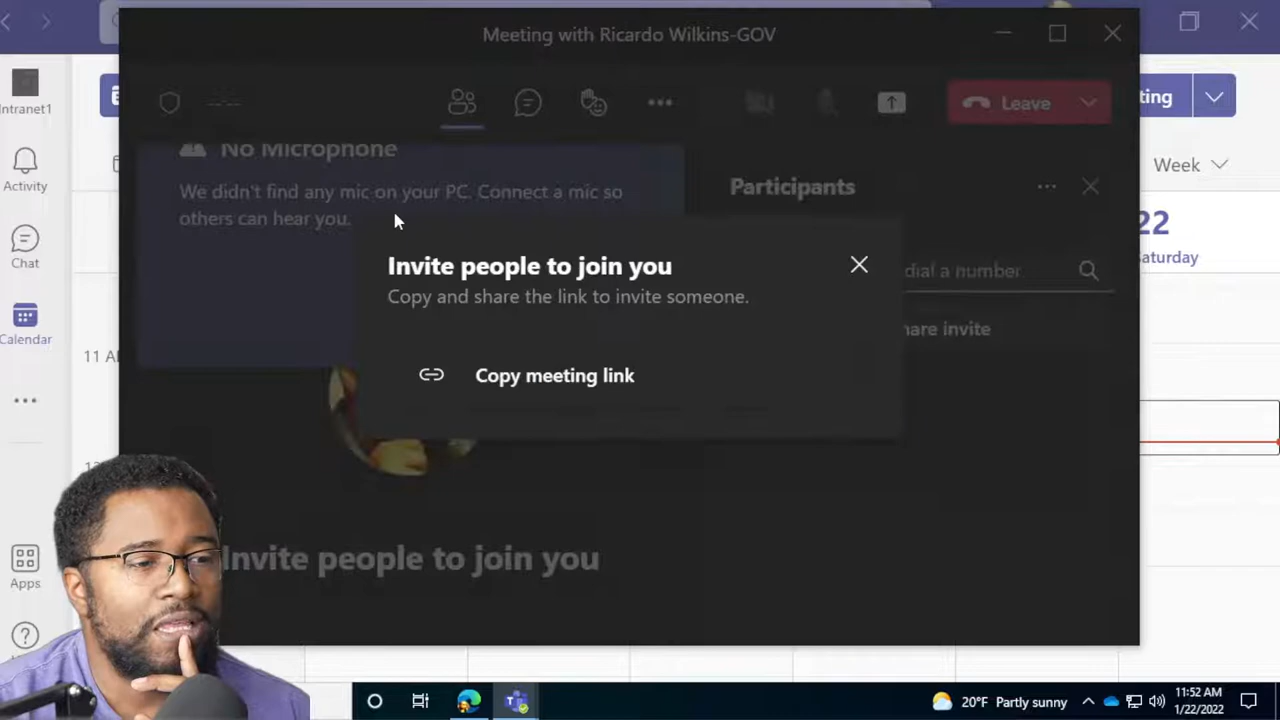 Meeting with Ricardo Wilkins-GOV
Intranet1
Activity
Chat
Calendar
Apps
Leave
ting
Week
No Microphone
We didn't find any mic on your PC. Connect a mic so
others can hear you.
Participants
22
aturday
Invite people to join you
Copy and share the link to invite someone.
dial a number
hare invite
Copy meeting link
11 A
Invite people to join you
20°F Partly sunny
11:52 AM
1/22/2022